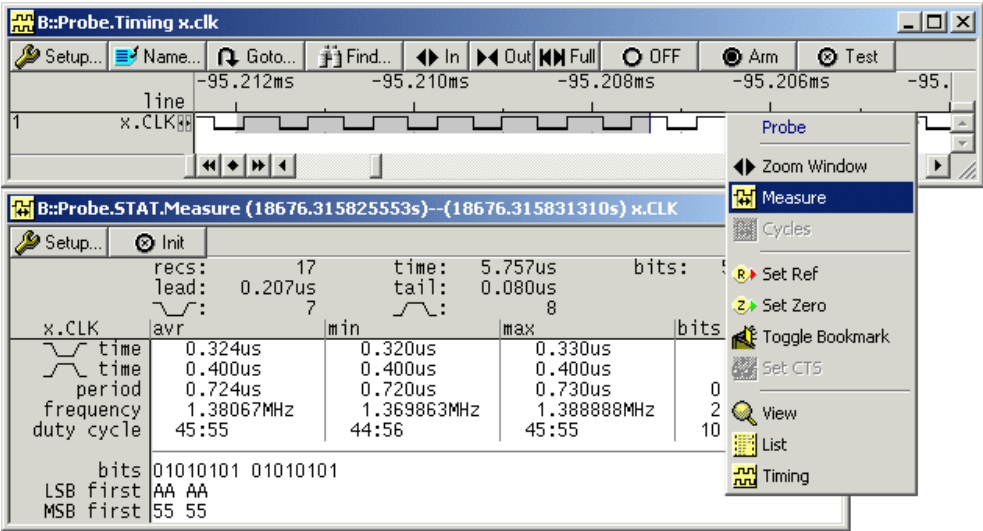 B::Probe.Timing x.clk
Setup... Name... Goto... Find... In Out Full OFF Arm Test
-95.212ms -95.210ms -95.208ms -95.206ms -95.
line
1 x.CLK
Probe
Zoom Window
Measure
Cycles
Set Ref
Set Zero
Toggle Bookmark
Set CTS
View
List
Timing
B::Probe.STAT.Measure (18676.315825553s)--(18676.315831310s) x.CLK
Setup... Init
recs: 17 time: 5.757us bits:
lead: 0.207us tail: 0.080us
: 7 : 8
x.CLK avr min max bits
time 0.324us 0.320us 0.330us
time 0.400us 0.400us 0.400us
period 0.724us 0.720us 0.730us 0
frequency 1.38067MHz 1.369863MHz 1.388888MHz 2
duty cycle 45:55 44:56 45:55 10
bits 01010101 01010101
LSB first AA AA
MSB first 55 55